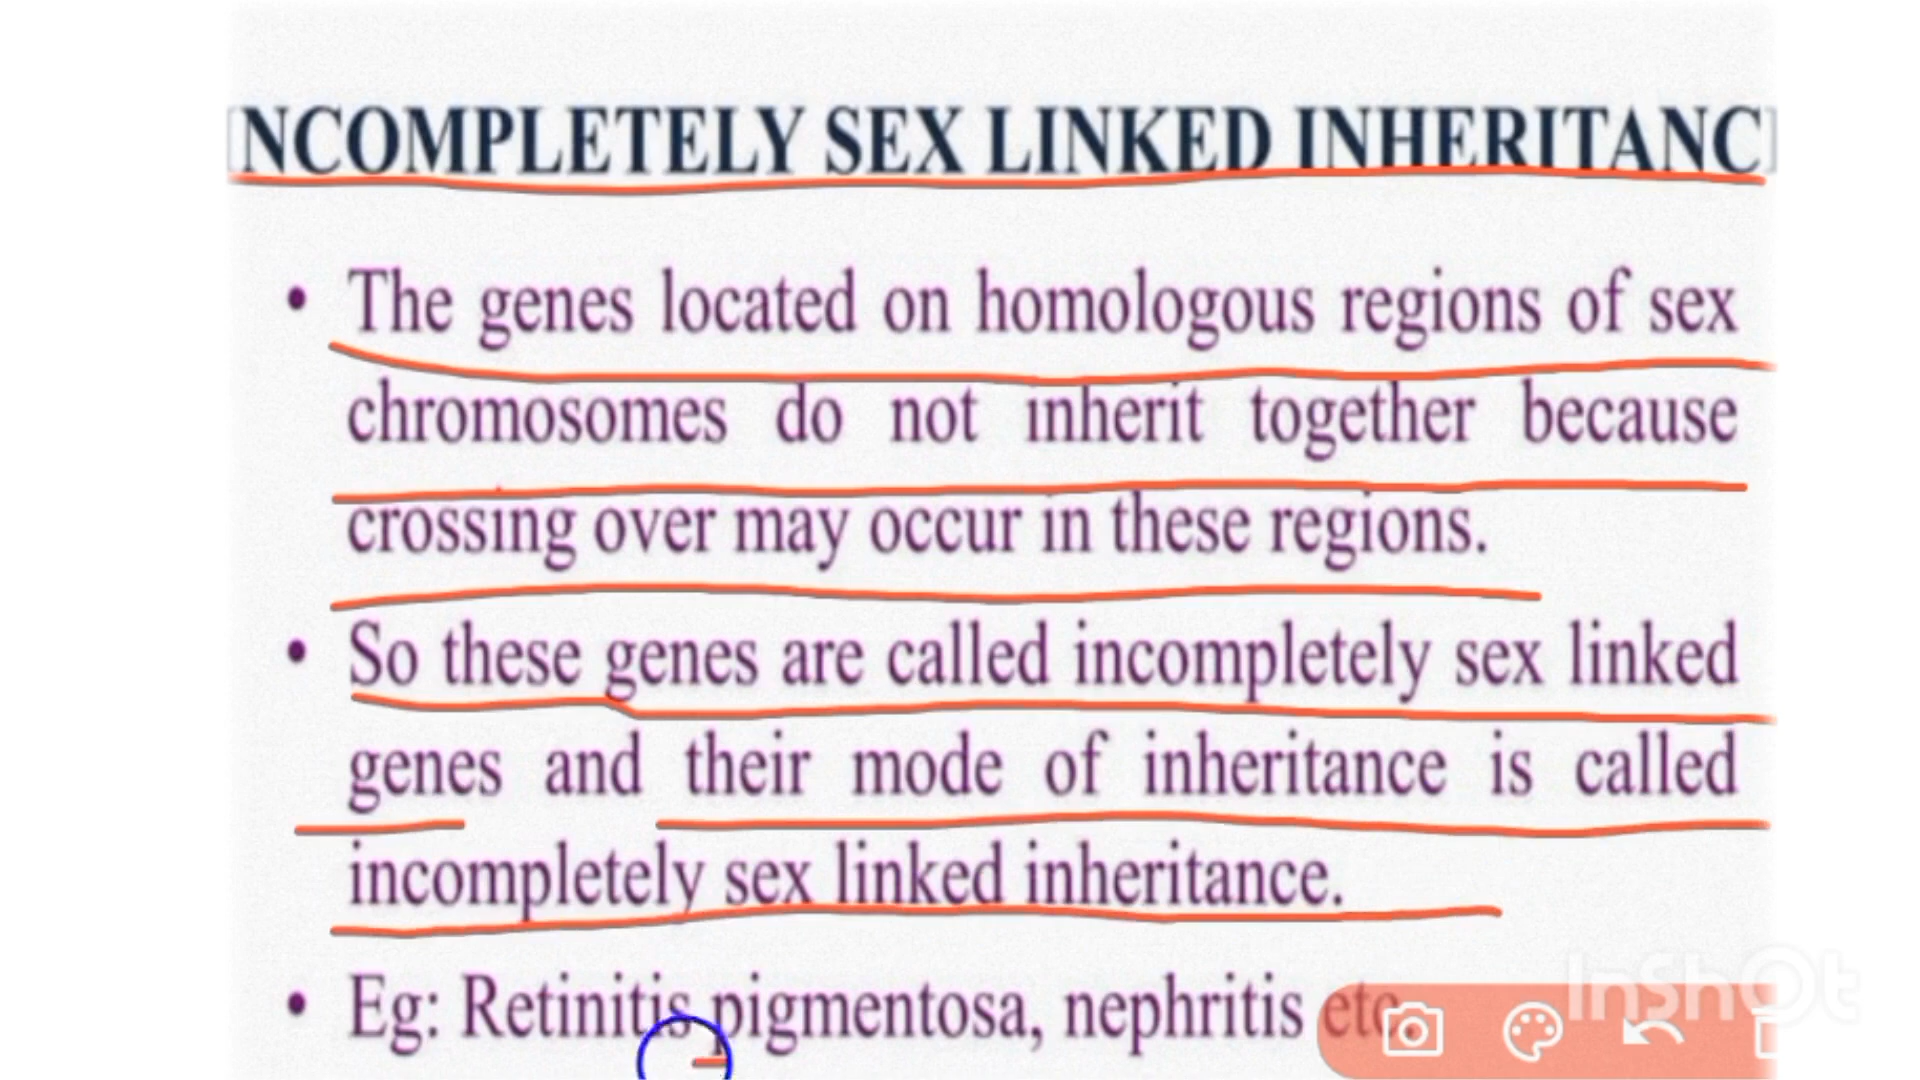 INCOMPLETELY SEX LINKED INHERITANC
• The genes located on homologous regions of sex
chromosomes do not inherit together because
crossing over may occur in these regions.
• So these genes are called incompletely sex linked
genes and their mode of inheritance is called
incompletely sex linked inheritance.
• Eg: Retinitis pigmentosa, nephritis etc.
InShOt